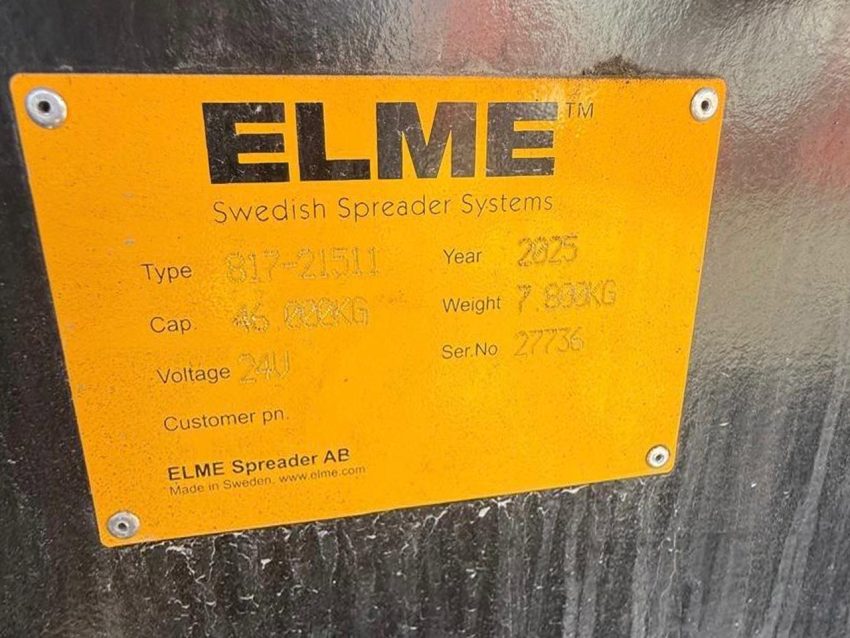 ELME™
Swedish Spreader Systems
Type 817-21511
Year 2025
Cap. 46.000KG
Weight 7.800KG
Voltage 24V
Ser.No 27736
Customer pn.
ELME Spreader AB
Made in Sweden. www.elme.com